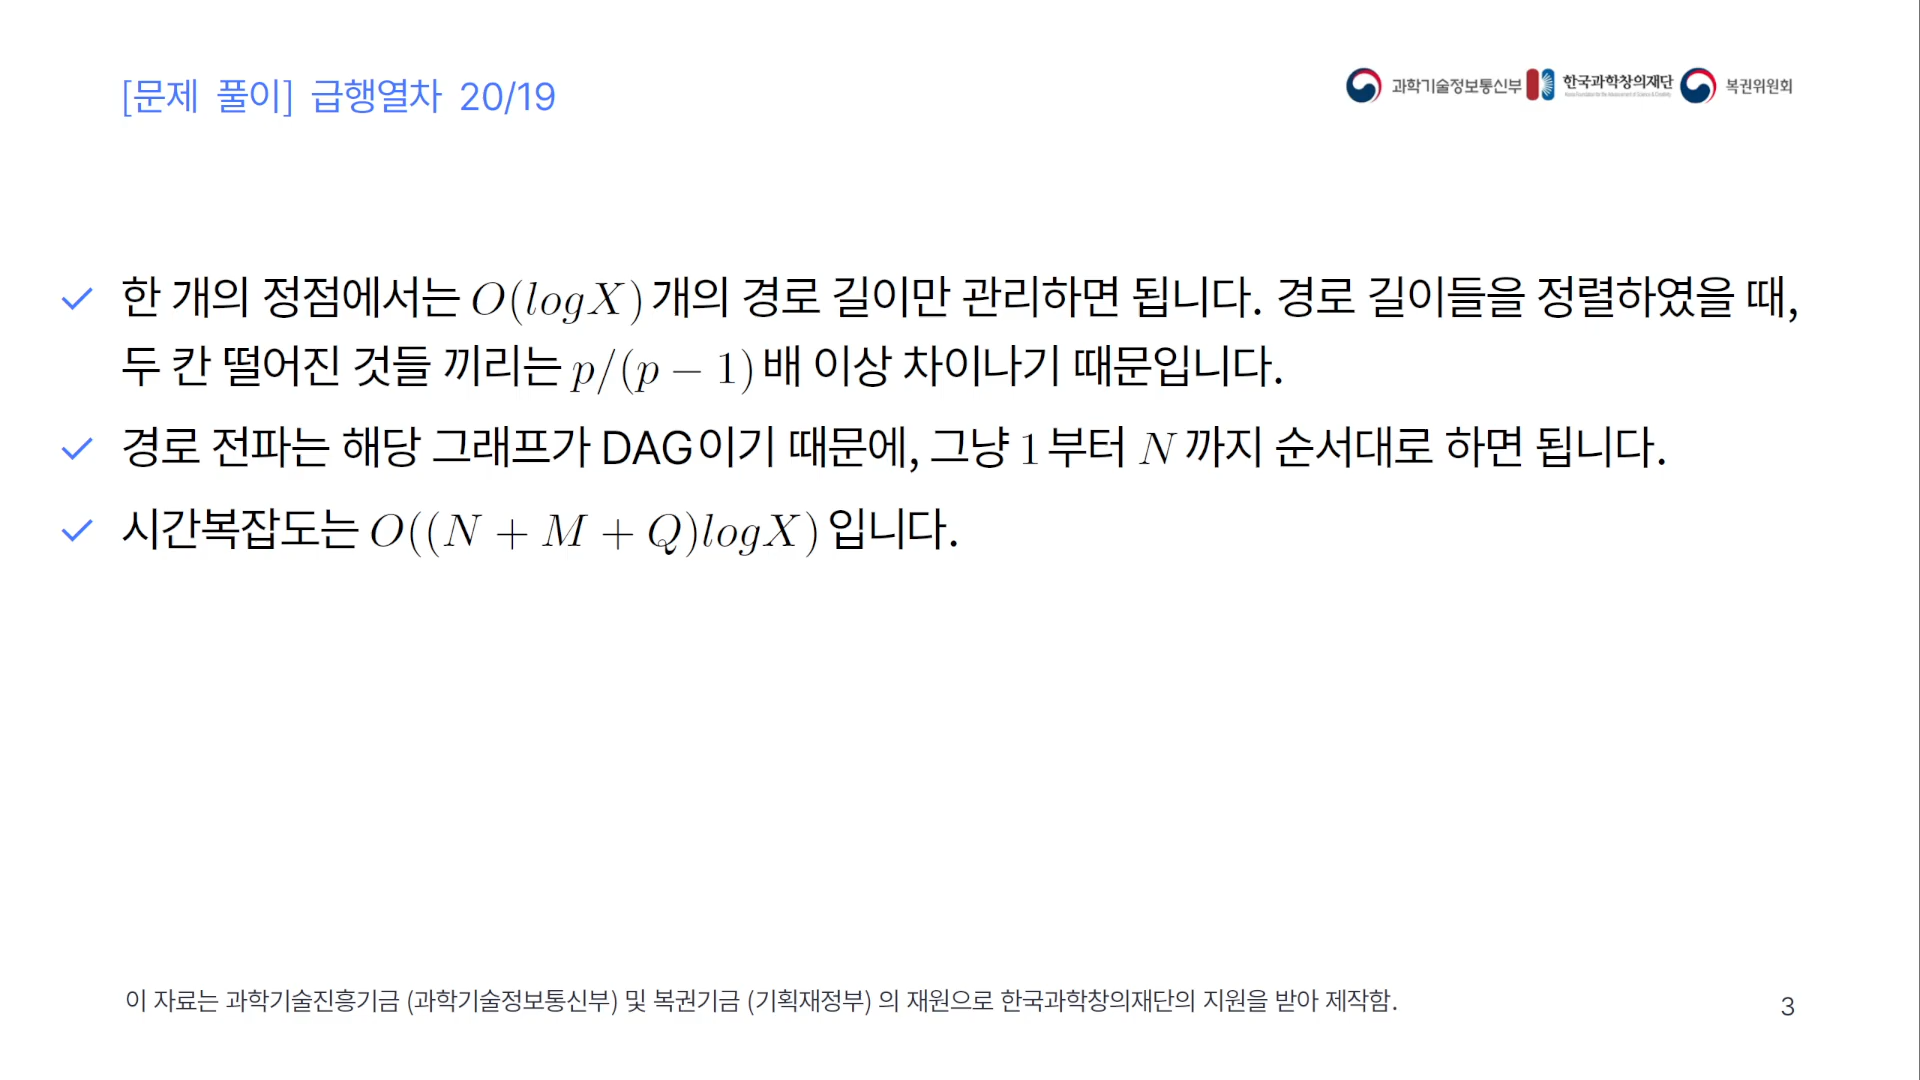 [문제 풀이] 급행열차 20/19
과학기술정보통신부 한국과학창의재단 복권위원회
한 개의 정점에서는 O(logX)개의 경로 길이만 관리하면 됩니다. 경로 길이들을 정렬하였을 때,
두 칸 떨어진 것들 끼리는 p/(p − 1)배 이상 차이나기 때문입니다.
경로 전파는 해당 그래프가 DAG이기 때문에, 그냥 1부터 N까지 순서대로 하면 됩니다.
시간복잡도는 O((N + M + Q)logX)입니다.
이 자료는 과학기술진흥기금 (과학기술정보통신부) 및 복권기금 (기획재정부) 의 재원으로 한국과학창의재단의 지원을 받아 제작함.
3